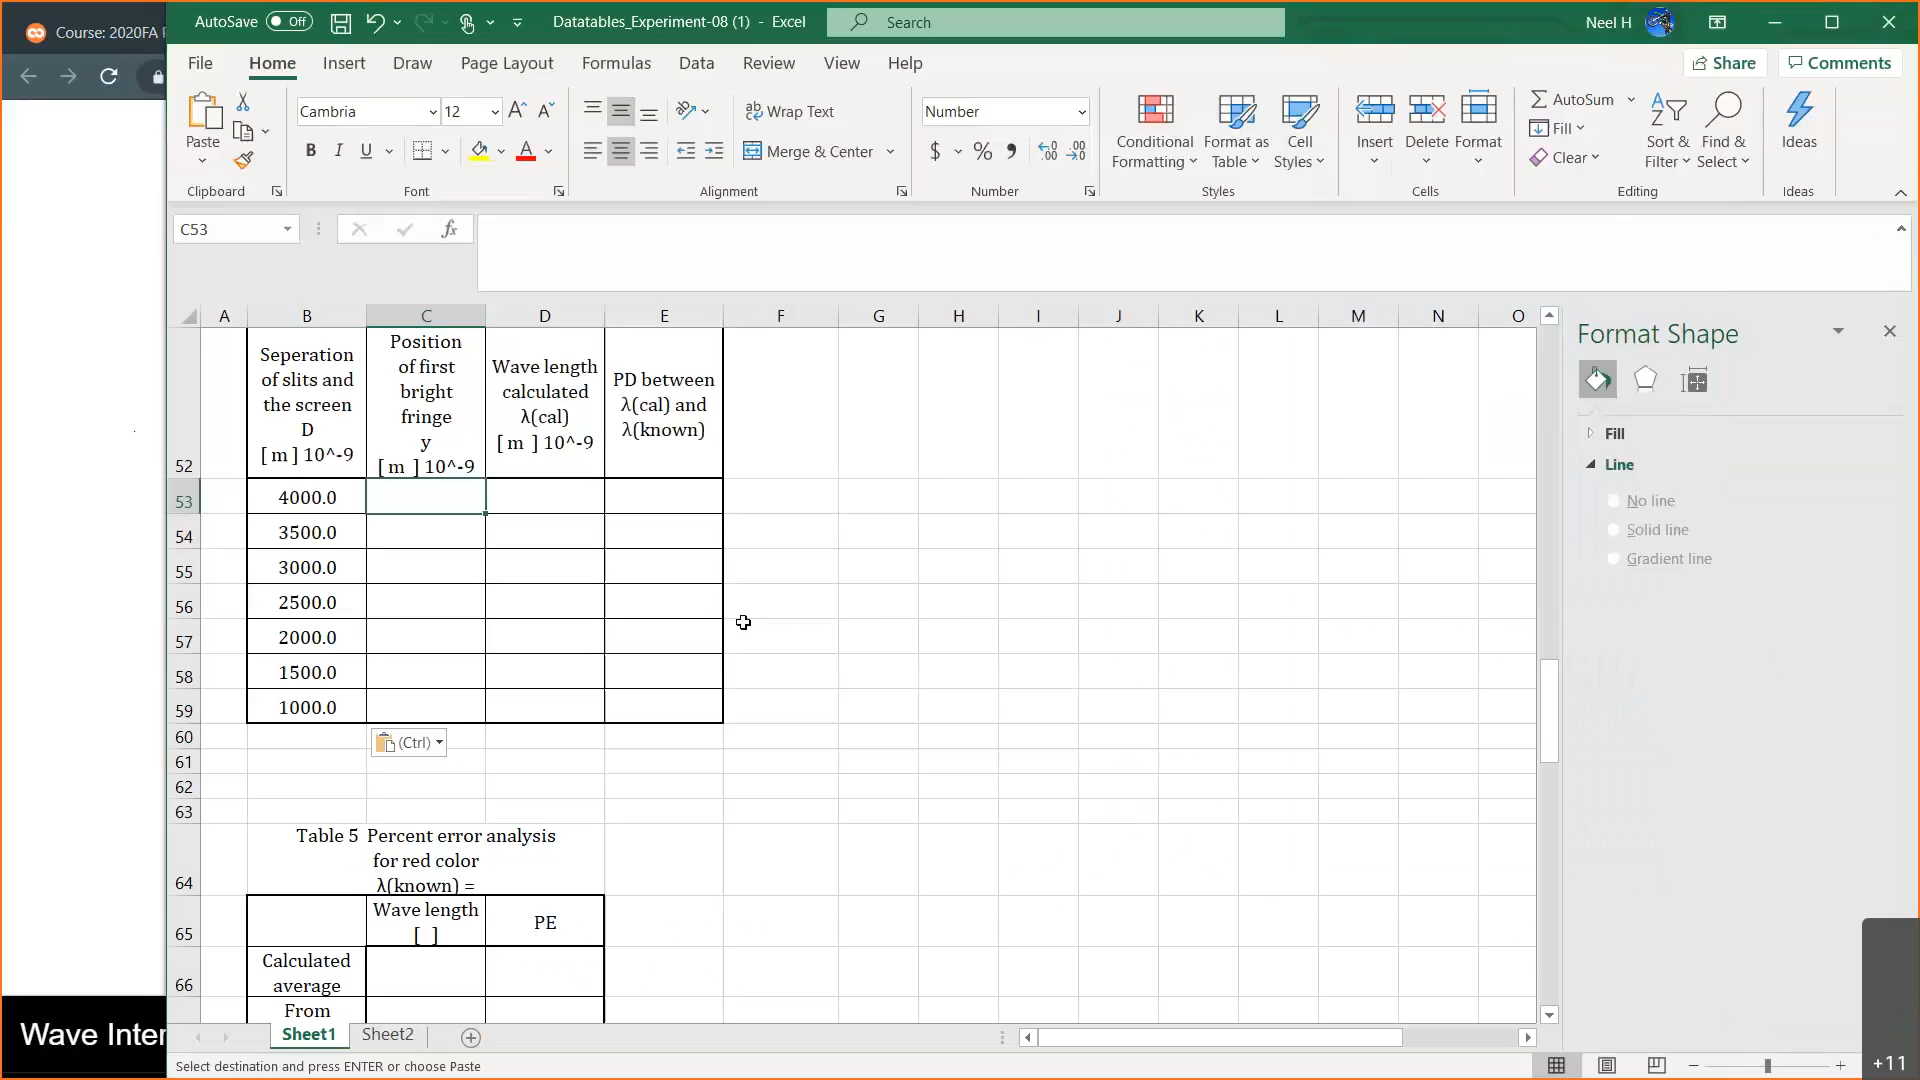 Course: 2020FA
AutoSave Off
Datatables_Experiment-08 (1) - Excel
Search
Neel H
File Home Insert Draw Page Layout Formulas Data Review View Help
Share
Comments
Paste
Clipboard
Cambria
12
B I U
Font
Wrap Text
Merge & Center
Alignment
Number
$ % 9
Number
Conditional Formatting
Format as Table
Cell Styles
Styles
Insert
Delete
Format
Cells
AutoSum
Fill
Clear
Sort & Filter
Find & Select
Editing
Ideas
Ideas
C53
fx
A B C D E F G H I J K L M N O
Seperation of slits and the screen D [ m ] 10^-9
Position of first bright fringe y [ m ] 10^-9
Wave length calculated λ(cal) [ m ] 10^-9
PD between λ(cal) and λ(known)
52
53 4000.0
54 3500.0
55 3000.0
56 2500.0
57 2000.0
58 1500.0
59 1000.0
60
(Ctrl)
61
62
63
64 Table 5 Percent error analysis for red color λ(known) =
65 Wave length [ ] PE
66 Calculated average
From
Format Shape
Fill
Line
No line
Solid line
Gradient line
Wave Inter
Sheet1
Sheet2
Select destination and press ENTER or choose Paste
+11